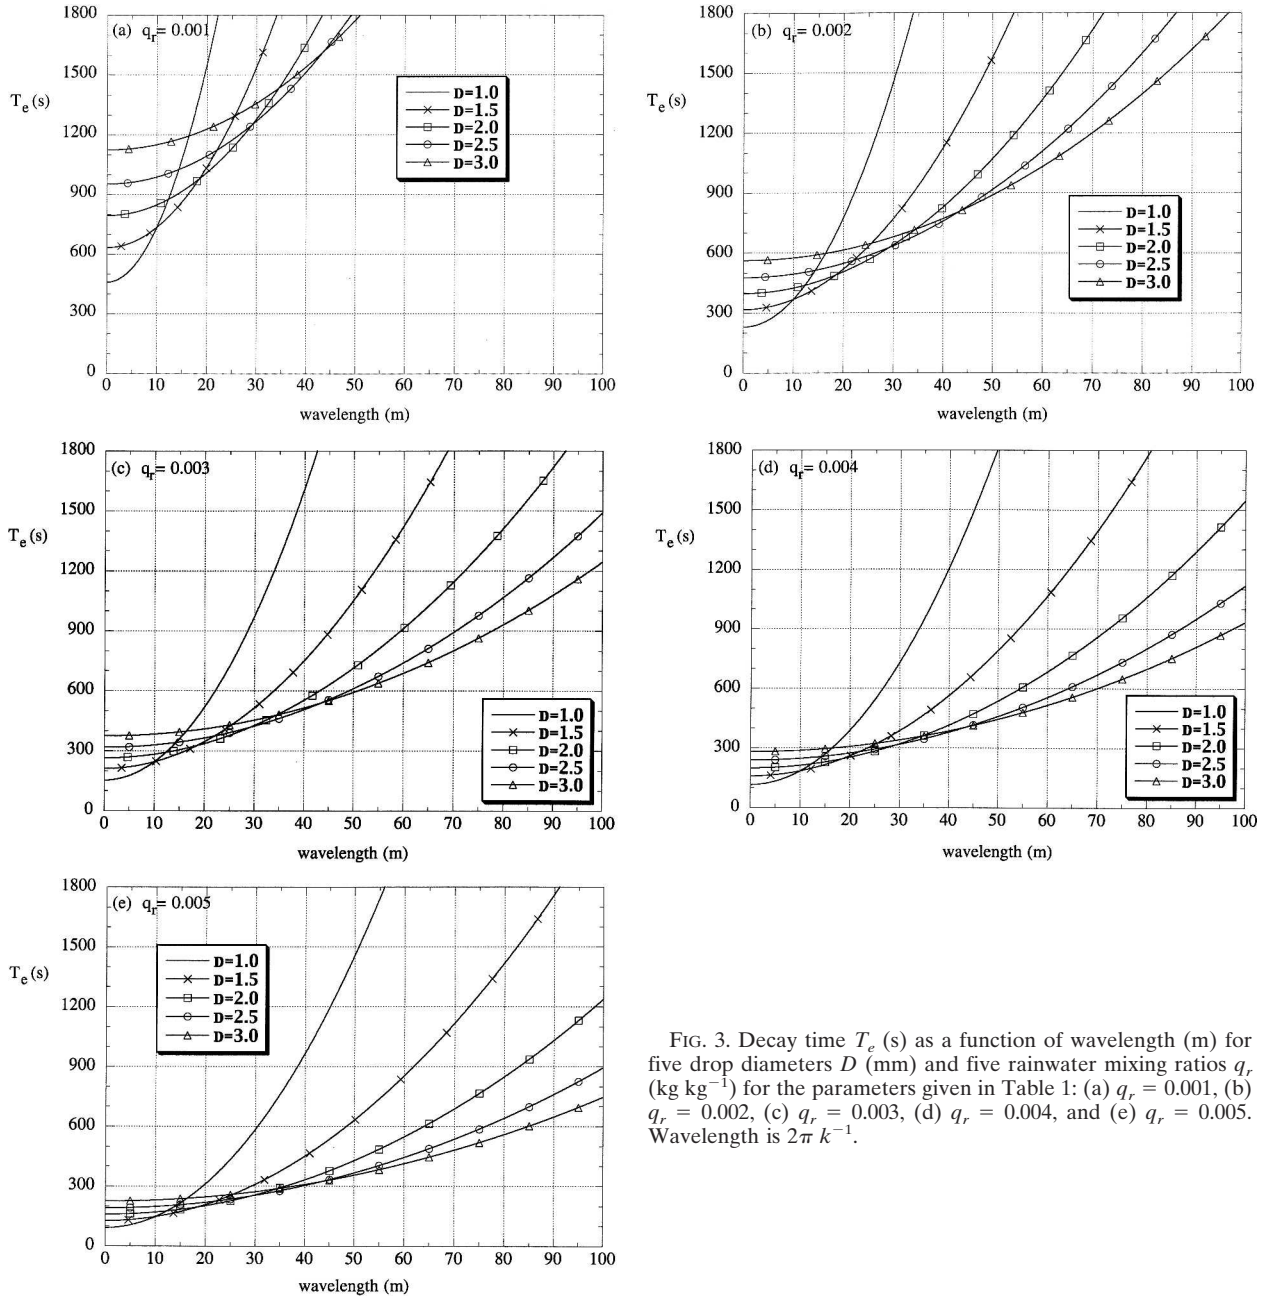 (a) q_r= 0.001
1800
1500
T_e (s)
1200
900
600
300
0
0 10 20 30 40 50 60 70 80 90 100
wavelength (m)
D=1.0
D=1.5
D=2.0
D=2.5
D=3.0
(b) q_r= 0.002
1800
1500
T_e (s)
1200
900
600
300
0
0 10 20 30 40 50 60 70 80 90 100
wavelength (m)
D=1.0
D=1.5
D=2.0
D=2.5
D=3.0
(c) q_r= 0.003
1800
1500
T_e (s)
1200
900
600
300
0
0 10 20 30 40 50 60 70 80 90 100
wavelength (m)
D=1.0
D=1.5
D=2.0
D=2.5
D=3.0
(d) q_r= 0.004
1800
1500
T_e (s)
1200
900
600
300
0
0 10 20 30 40 50 60 70 80 90 100
wavelength (m)
D=1.0
D=1.5
D=2.0
D=2.5
D=3.0
(e) q_r= 0.005
1800
1500
T_e (s)
1200
900
600
300
0
0 10 20 30 40 50 60 70 80 90 100
wavelength (m)
D=1.0
D=1.5
D=2.0
D=2.5
D=3.0
FIG. 3. Decay time T_e (s) as a function of wavelength (m) for
five drop diameters D (mm) and five rainwater mixing ratios q_r
(kg kg⁻¹) for the parameters given in Table 1: (a) q_r = 0.001, (b)
q_r = 0.002, (c) q_r = 0.003, (d) q_r = 0.004, and (e) q_r = 0.005.
Wavelength is 2π k⁻¹.